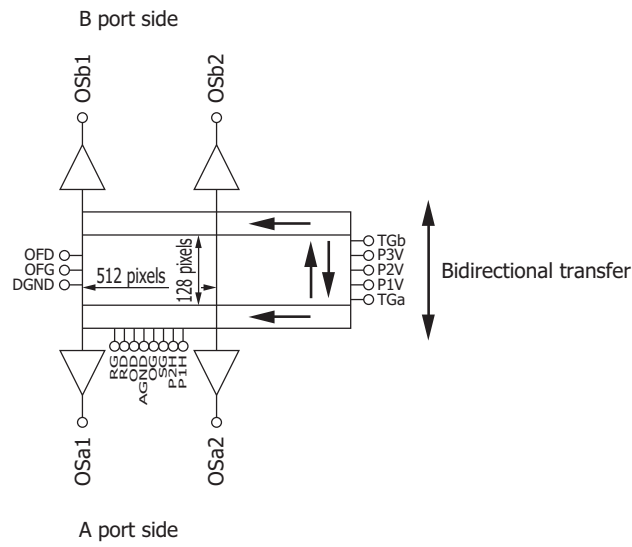 B port side
OSb1
OSb2
TGb
P3V
P2V
P1V
TGa
OFD
OFG
DGND
512 pixels
128 pixels
Bidirectional transfer
RG
RD
OD
AGND
OG
SG
P2H
P1H
OSa1
OSa2
A port side